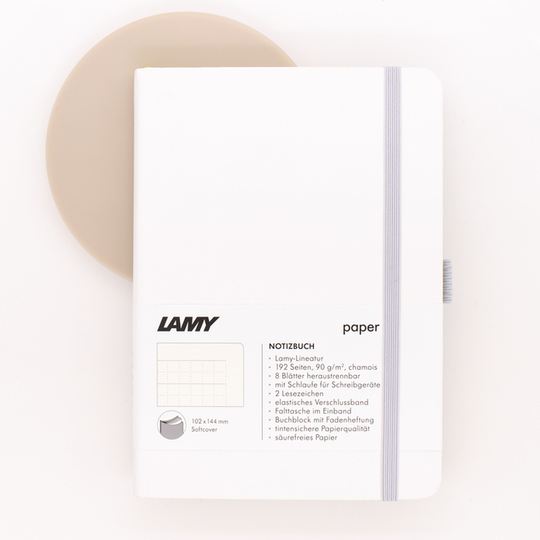 LAMY
paper
NOTIZBUCH
• Lamy-Lineatur
• 192 Seiten, 90 g/m², chamois
• 8 Blätter heraustrennbar
• mit Schlaufe für Schreibgeräte
• 2 Lesezeichen
• elastisches Verschlussband
• Falttasche im Einband
• Buchblock mit Fadenheftung
• tintensichere Papierqualität
• säurefreies Papier
102 x 144 mm
Softcover